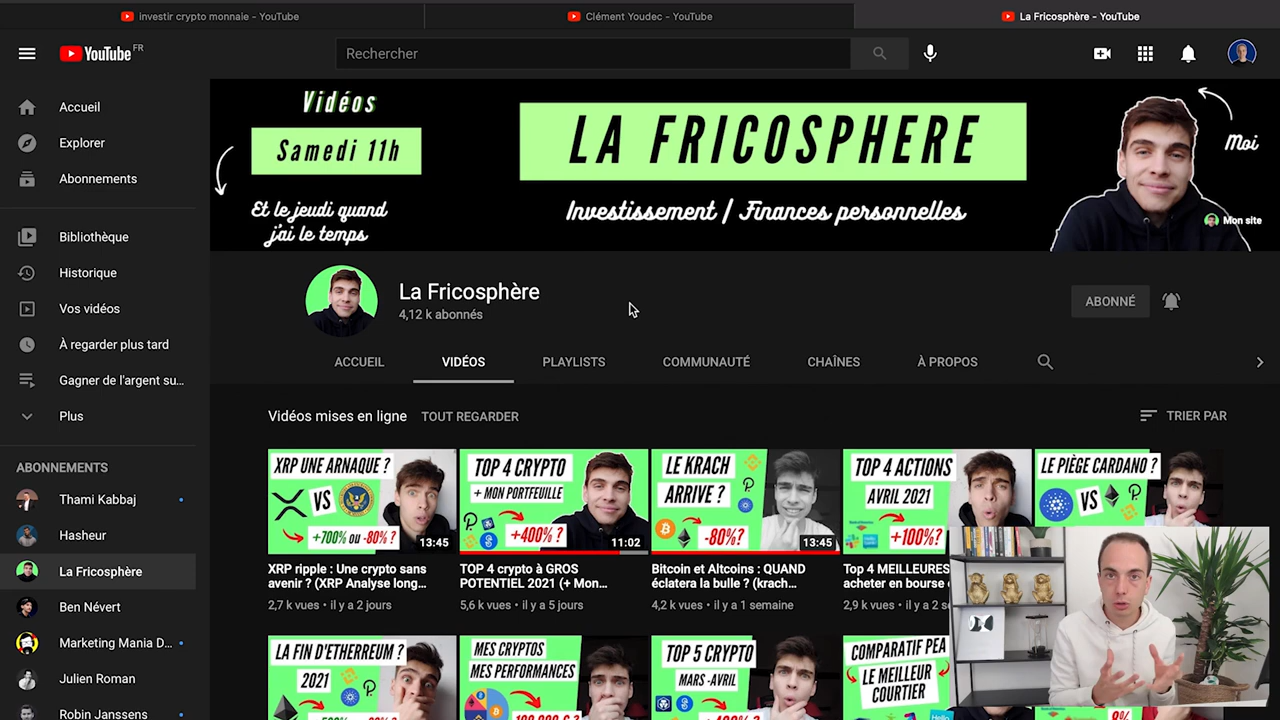 investir crypto monnaie - YouTube
Clément Youdec - YouTube
La Fricosphère - YouTube
YouTube FR
Rechercher
Accueil
Explorer
Abonnements
Bibliothèque
Historique
Vos vidéos
À regarder plus tard
Gagner de l'argent su...
Plus
ABONNEMENTS
Thami Kabbaj
Hasheur
La Fricosphère
Ben Névert
Marketing Mania D...
Julien Roman
Robin Janssens
Vidéos
Samedi 11h
Et le jeudi quand
j'ai le temps
LA FRICOSPHERE
Investissement / Finances personnelles
Moi
Mon site
La Fricosphère
4,12 k abonnés
ABONNÉ
ACCUEIL
VIDÉOS
PLAYLISTS
COMMUNAUTÉ
CHAÎNES
À PROPOS
Vidéos mises en ligne
TOUT REGARDER
TRIER PAR
XRP UNE ARNAQUE ?
VS
+700% ou -80% ?
13:45
XRP ripple : Une crypto sans
avenir ? (XRP Analyse long...
2,7 k vues • il y a 2 jours
TOP 4 CRYPTO
+ MON PORTFEUILLE
+400% ?
11:02
TOP 4 crypto à GROS
POTENTIEL 2021 (+ Mon...
5,6 k vues • il y a 5 jours
LE KRACH
ARRIVE ?
-80%?
13:45
Bitcoin et Altcoins : QUAND
éclatera la bulle ? (krach...
4,2 k vues • il y a 1 semaine
TOP 4 ACTIONS
AVRIL 2021
+100%?
Top 4 MEILLEURES
acheter en bourse
2,9 k vues • il y a 2 se
LE PIÈGE CARDANO ?
VS
LA FIN D'ETHERREUM ?
2021
MES CRYPTOS
MES PERFORMANCES
TOP 5 CRYPTO
MARS -AVRIL
COMPARATIF PEA
LE MEILLEUR
COURTIER